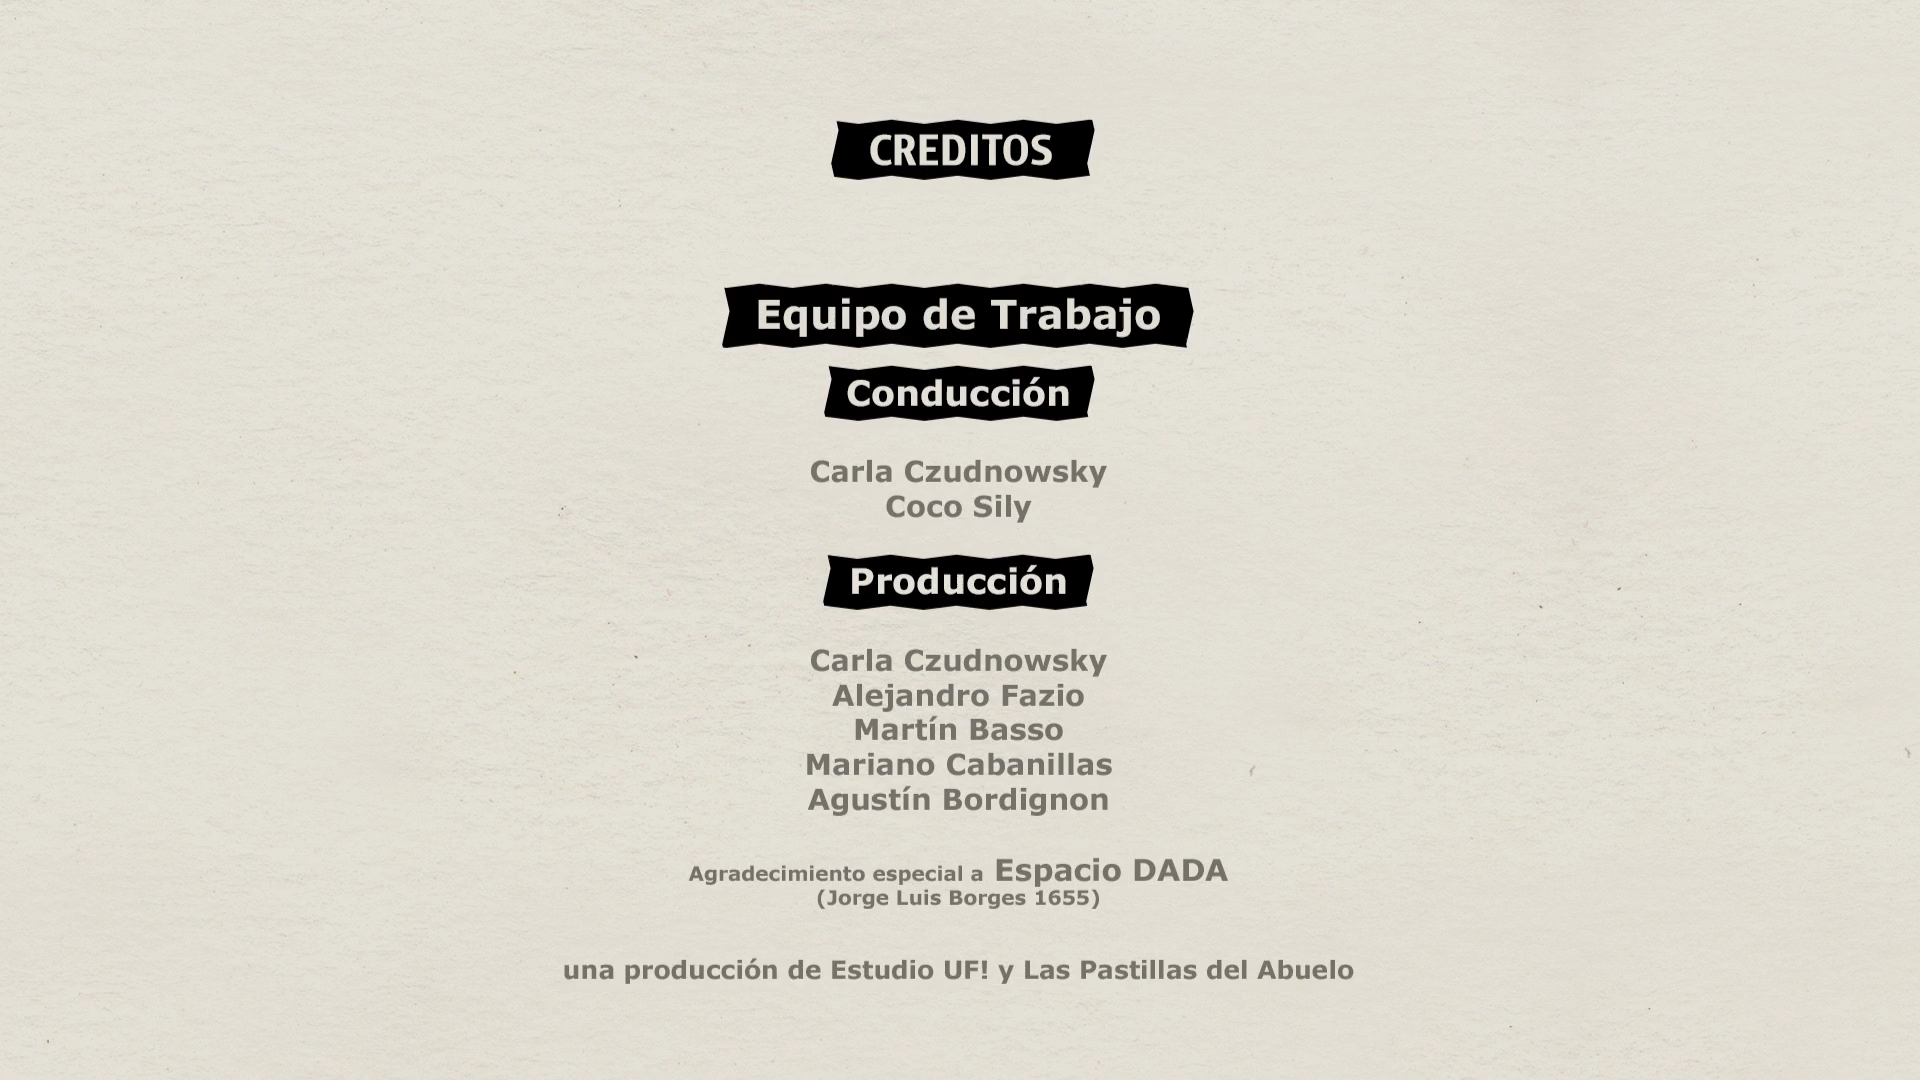 CREDITOS
Equipo de Trabajo
Conducción
Carla Czudnowsky
Coco Sily
Producción
Carla Czudnowsky
Alejandro Fazio
Martín Basso
Mariano Cabanillas
Agustín Bordignon
Agradecimiento especial a Espacio DADA
(Jorge Luis Borges 1655)
una producción de Estudio UF! y Las Pastillas del Abuelo